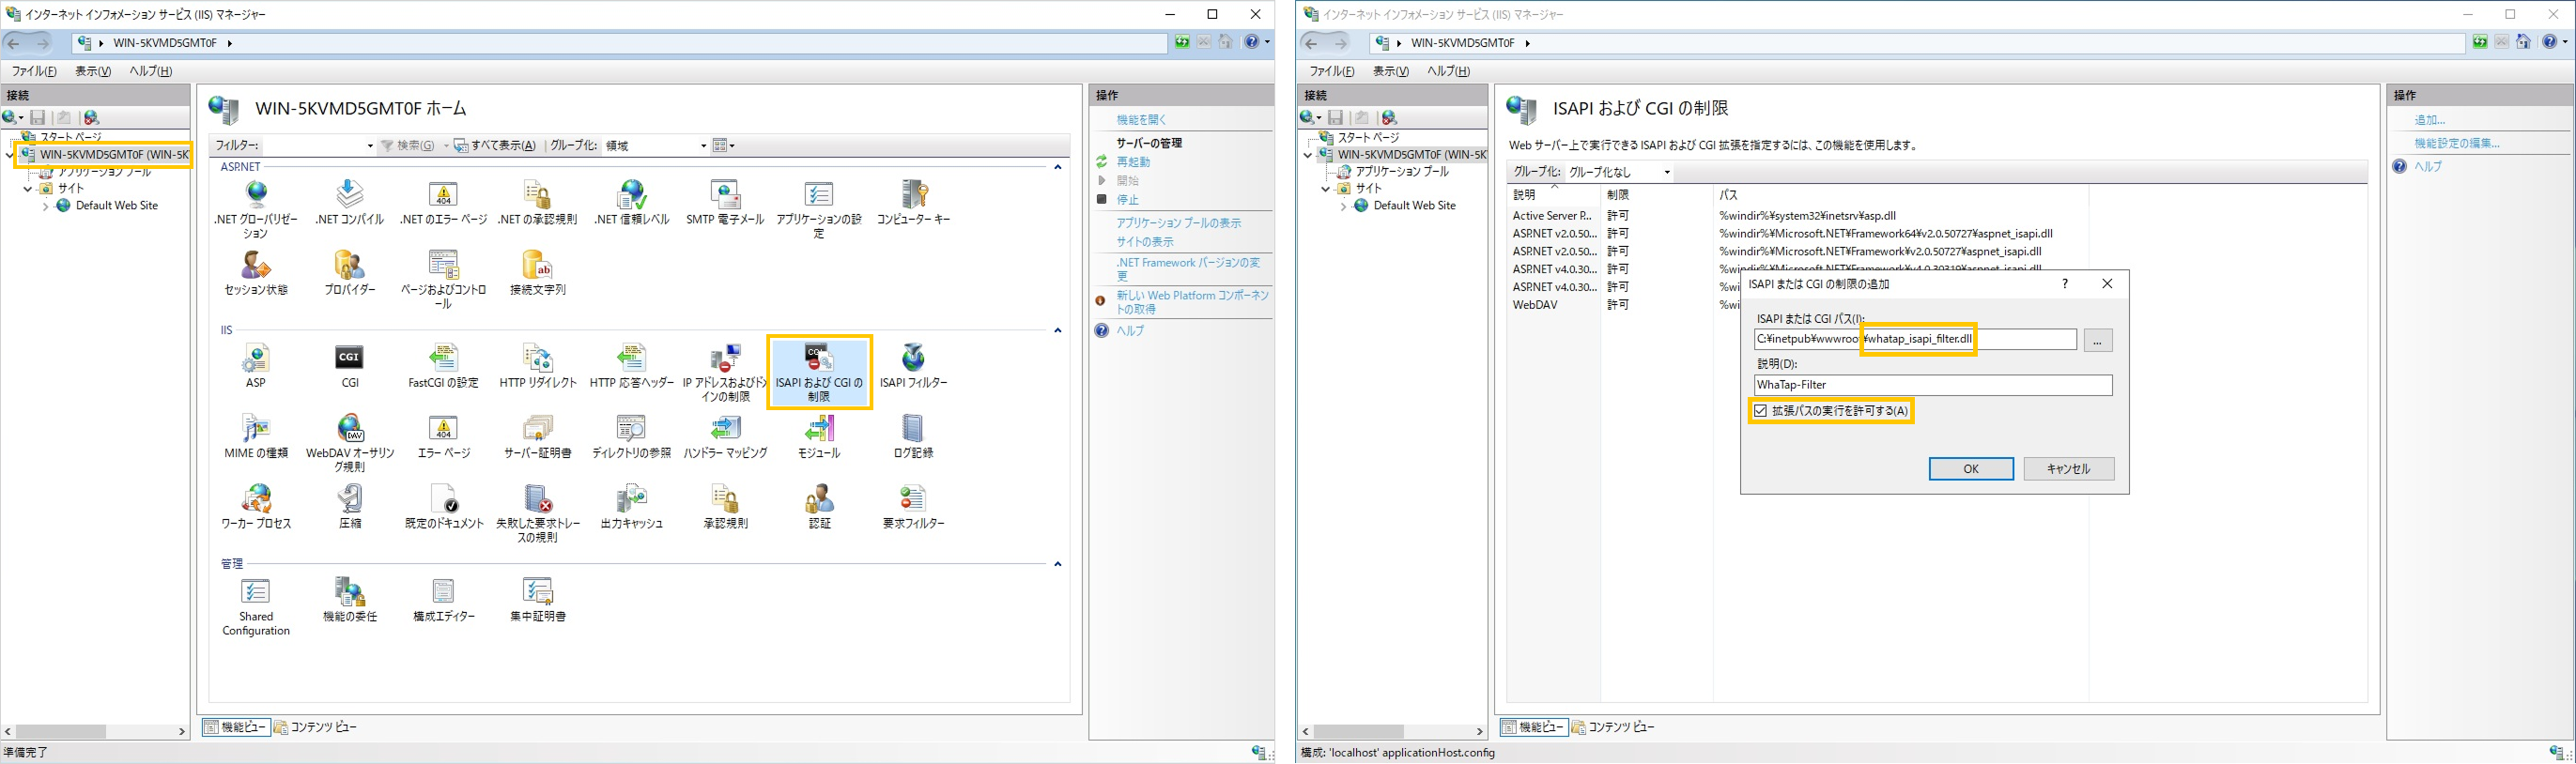 インターネット インフォメーション サービス (IIS) マネージャー
WIN-5KVMD5GMT0F
ファイル(F) 表示(V) ヘルプ(H)
接続
スタート ページ
WIN-5KVMD5GMT0F (WIN-5K
アプリケーション プール
サイト
Default Web Site
WIN-5KVMD5GMT0F ホーム
フィルター: 検索(G) すべて表示(A) グループ化: 領域
ASP.NET
.NET グローバリゼーション
.NET コンパイル
.NET のエラー ページ
.NET の承認規則
.NET 信頼レベル
SMTP 電子メール
アプリケーションの設定
コンピューター キー
セッション状態
プロバイダー
ページおよびコントロール
接続文字列
IIS
ASP
CGI
FastCGI の設定
HTTP リダイレクト
HTTP 応答ヘッダー
IP アドレスおよびドメインの制限
ISAPI および CGI の制限
ISAPI フィルター
MIME の種類
WebDAV オーサリング規則
エラー ページ
サーバー証明書
ディレクトリの参照
ハンドラー マッピング
モジュール
ログ記録
ワーカー プロセス
圧縮
既定のドキュメント
失敗した要求トレースの規則
出力キャッシュ
承認規則
認証
要求フィルター
管理
Shared Configuration
機能の委任
構成エディター
集中証明書
機能ビュー コンテンツ ビュー
準備完了
操作
機能を開く
サーバーの管理
再起動
開始
停止
アプリケーション プールの表示
サイトの表示
.NET Framework バージョンの変更
新しい Web Platform コンポーネントの取得
ヘルプ
インターネット インフォメーション サービス (IIS) マネージャー
WIN-5KVMD5GMT0F
ファイル(F) 表示(V) ヘルプ(H)
接続
スタート ページ
WIN-5KVMD5GMT0F (WIN-5K
アプリケーション プール
サイト
Default Web Site
ISAPI および CGI の制限
Web サーバー上で実行できる ISAPI および CGI 拡張を指定するには、この機能を使用します。
グループ化: グループ化なし
説明 制限 パス
Active Server P... 許可 %windir%¥system32¥inetsrv¥asp.dll
ASP.NET v2.0.50... 許可 %windir%¥Microsoft.NET¥Framework64¥v2.0.50727¥aspnet_isapi.dll
ASP.NET v2.0.50... 許可 %windir%¥Microsoft.NET¥Framework¥v2.0.50727¥aspnet_isapi.dll
ASP.NET v4.0.30... 許可 %windir%¥Microsoft.NET¥Framework¥v4.0.30319¥aspnet_isapi.dll
ASP.NET v4.0.30... 許可 %wi
WebDAV 許可 %wi
ISAPI または CGI の制限の追加
ISAPI または CGI パス(I):
C:¥inetpub¥wwwroot¥whatap_isapi_filter.dll ...
説明(D):
WhaTap-Filter
拡張パスの実行を許可する(A)
OK キャンセル
機能ビュー コンテンツ ビュー
構成: 'localhost' applicationHost.config
操作
追加...
機能設定の編集...
ヘルプ